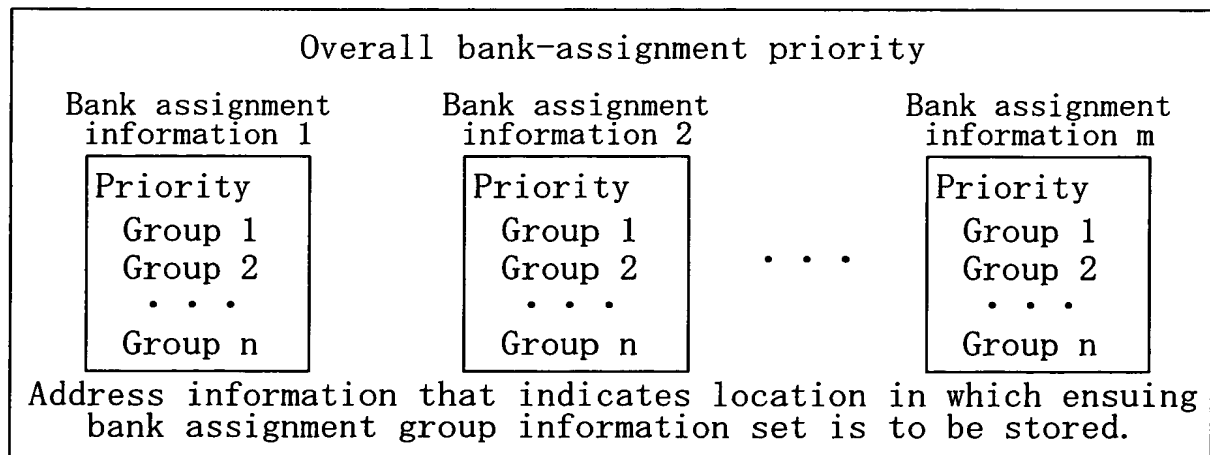 Overall bank-assignment priority
Bank assignment information 1
Priority
Group 1
Group 2
· · ·
Group n
Bank assignment information 2
Priority
Group 1
Group 2
· · ·
Group n
· · ·
Bank assignment information m
Priority
Group 1
Group 2
· · ·
Group n
Address information that indicates location in which ensuing
bank assignment group information set is to be stored.